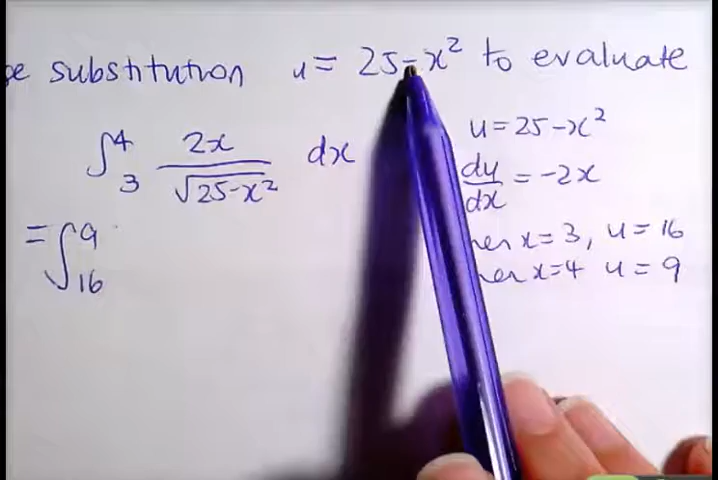 substitution u = 25-x² to evaluate
∫₃⁴ 2x/√25-x² dx
u = 25-x²
dy/dx = -2x
= ∫₁₆⁹
x=3, u = 16
x=4 u = 9